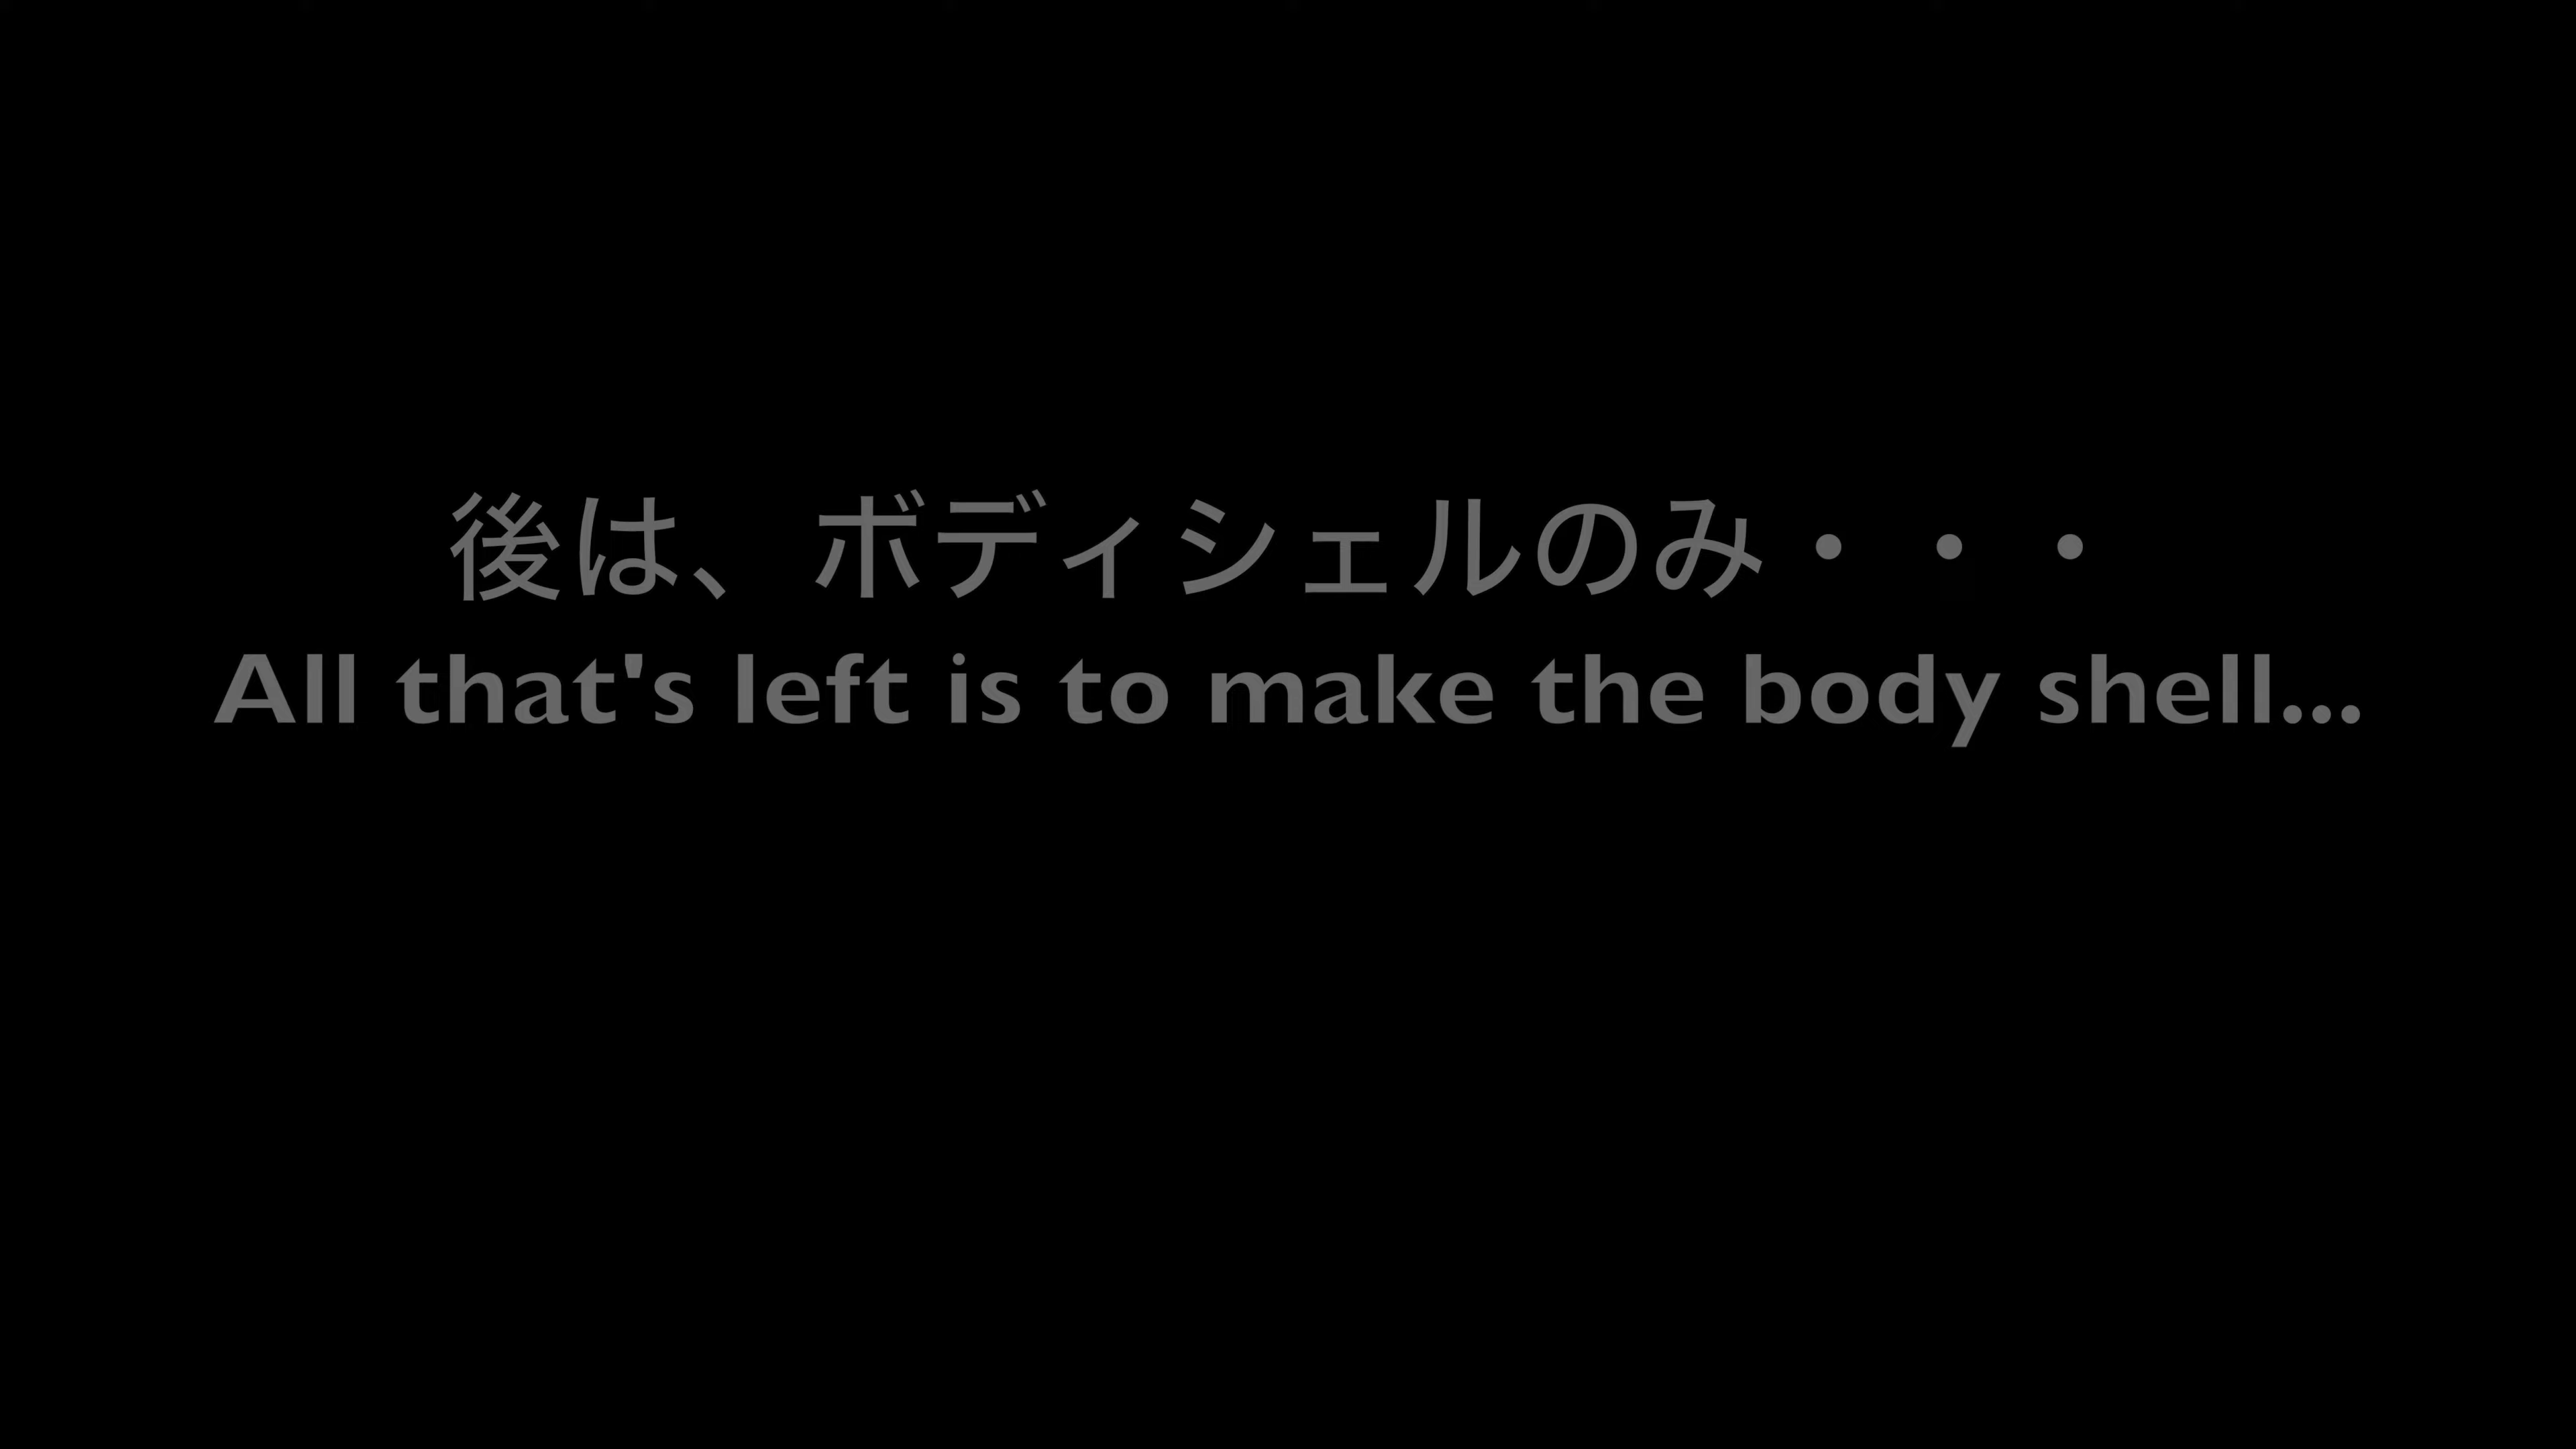 後は、ボディシェルのみ・・・
All that's left is to make the body shell...